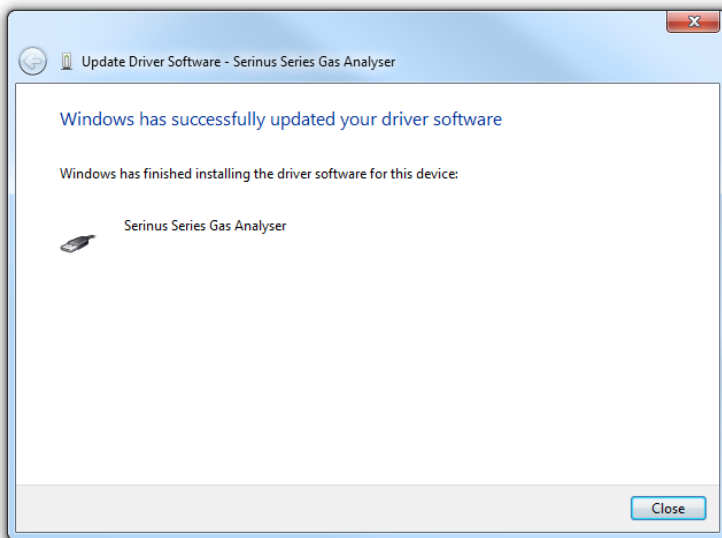 Update Driver Software - Serinus Series Gas Analyser
Windows has successfully updated your driver software
Windows has finished installing the driver software for this device:
Serinus Series Gas Analyser
Close